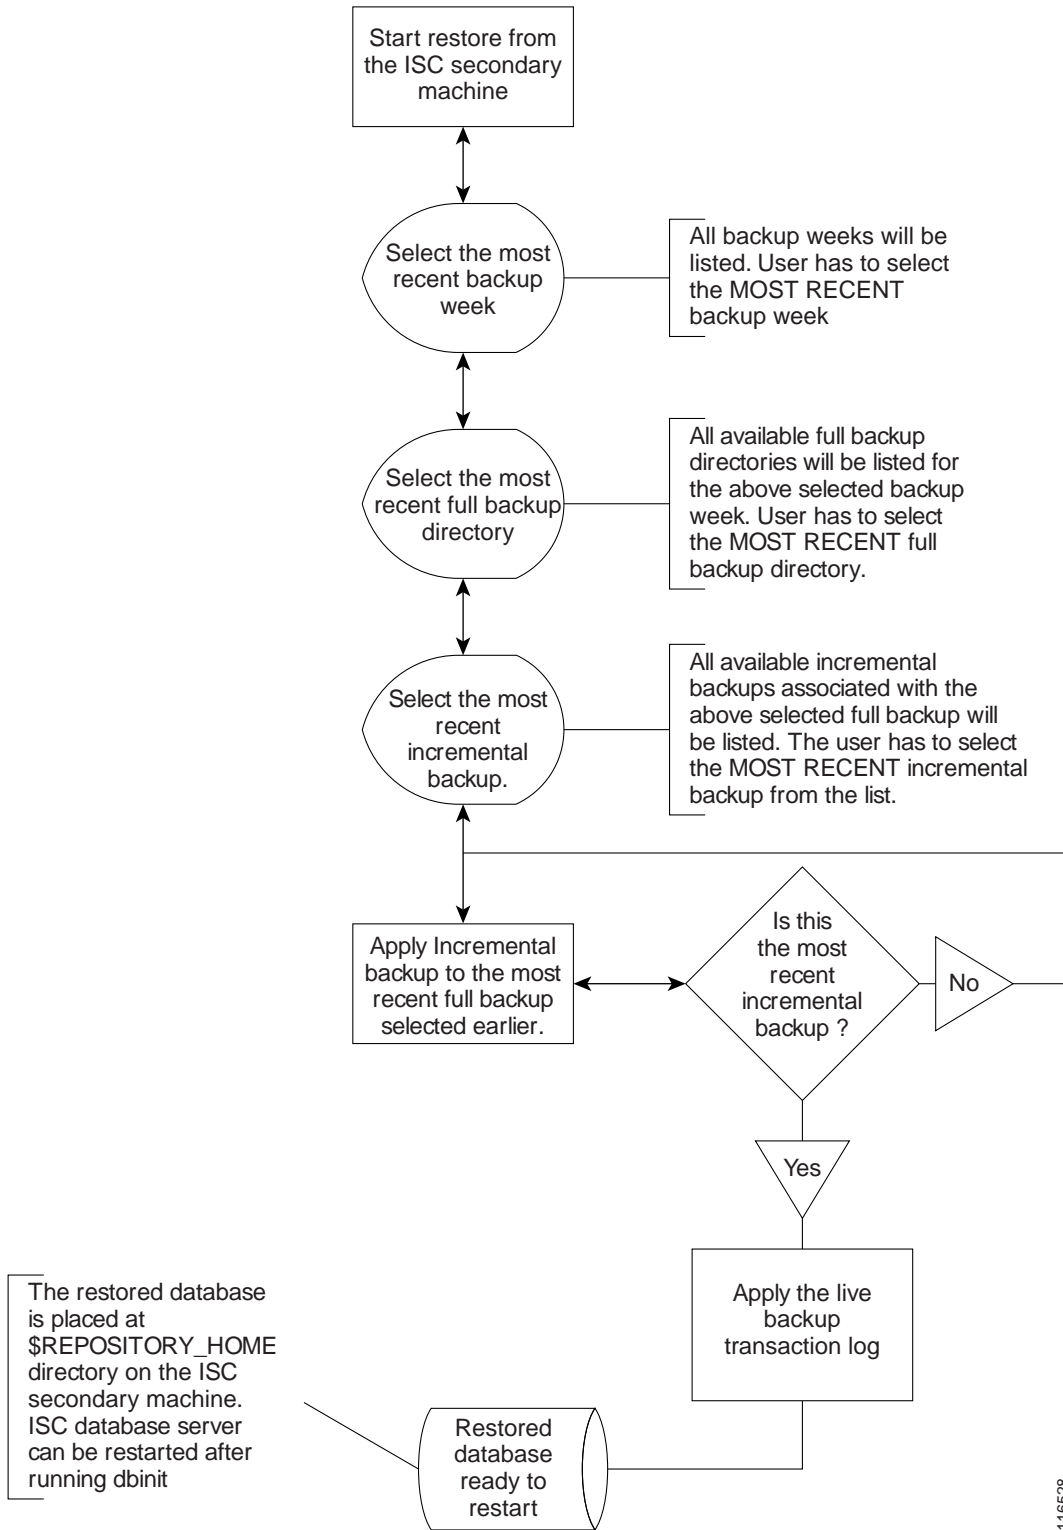 Start restore from
the ISC secondary
machine
Select the most
recent backup
week
All backup weeks will be
listed. User has to select
the MOST RECENT
backup week
Select the most
recent full backup
directory
All available full backup
directories will be listed for
the above selected backup
week. User has to select
the MOST RECENT full
backup directory.
Select the most
recent
incremental
backup.
All available incremental
backups associated with the
above selected full backup will
be listed. The user has to select
the MOST RECENT incremental
backup from the list.
Apply Incremental
backup to the most
recent full backup
selected earlier.
Is this
the most
recent
incremental
backup ?
No
Yes
Apply the live
backup
transaction log
The restored database
is placed at
$REPOSITORY_HOME
directory on the ISC
secondary machine.
ISC database server
can be restarted after
running dbinit
Restored
database
ready to
restart
116528